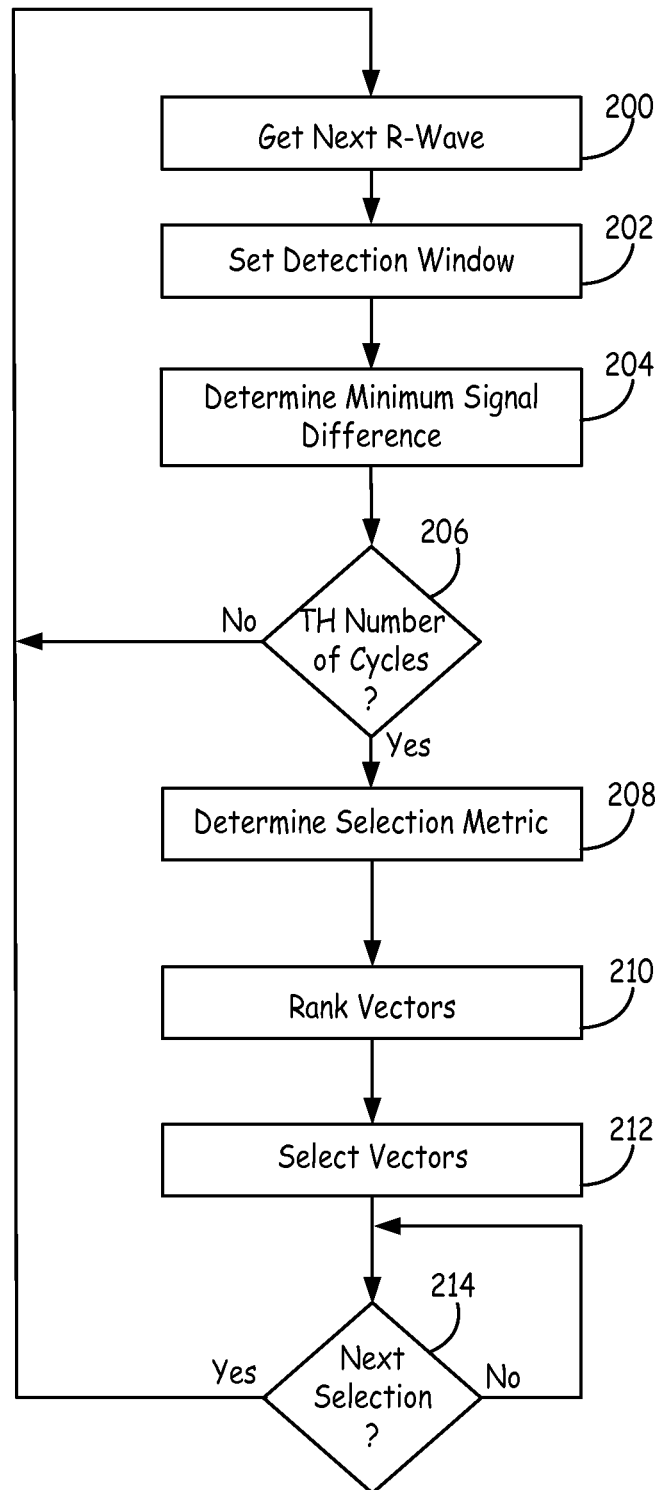 200
Get Next R-Wave
202
Set Detection Window
204
Determine Minimum Signal
Difference
206
No
TH Number
of Cycles
?
Yes
208
Determine Selection Metric
210
Rank Vectors
212
Select Vectors
214
Yes
Next
Selection
?
No